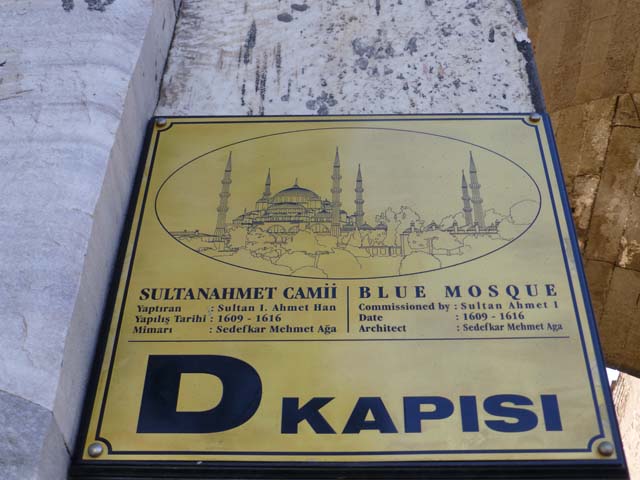 SULTANAHMET CAMİİ
Yaptıran : Sultan I. Ahmet Han
Yapılış Tarihi : 1609 - 1616
Mimarı : Sedefkar Mehmet Ağa
BLUE MOSQUE
Commissioned by : Sultan Ahmet I
Date : 1609 - 1616
Architect : Sedefkar Mehmet Aga
D KAPISI